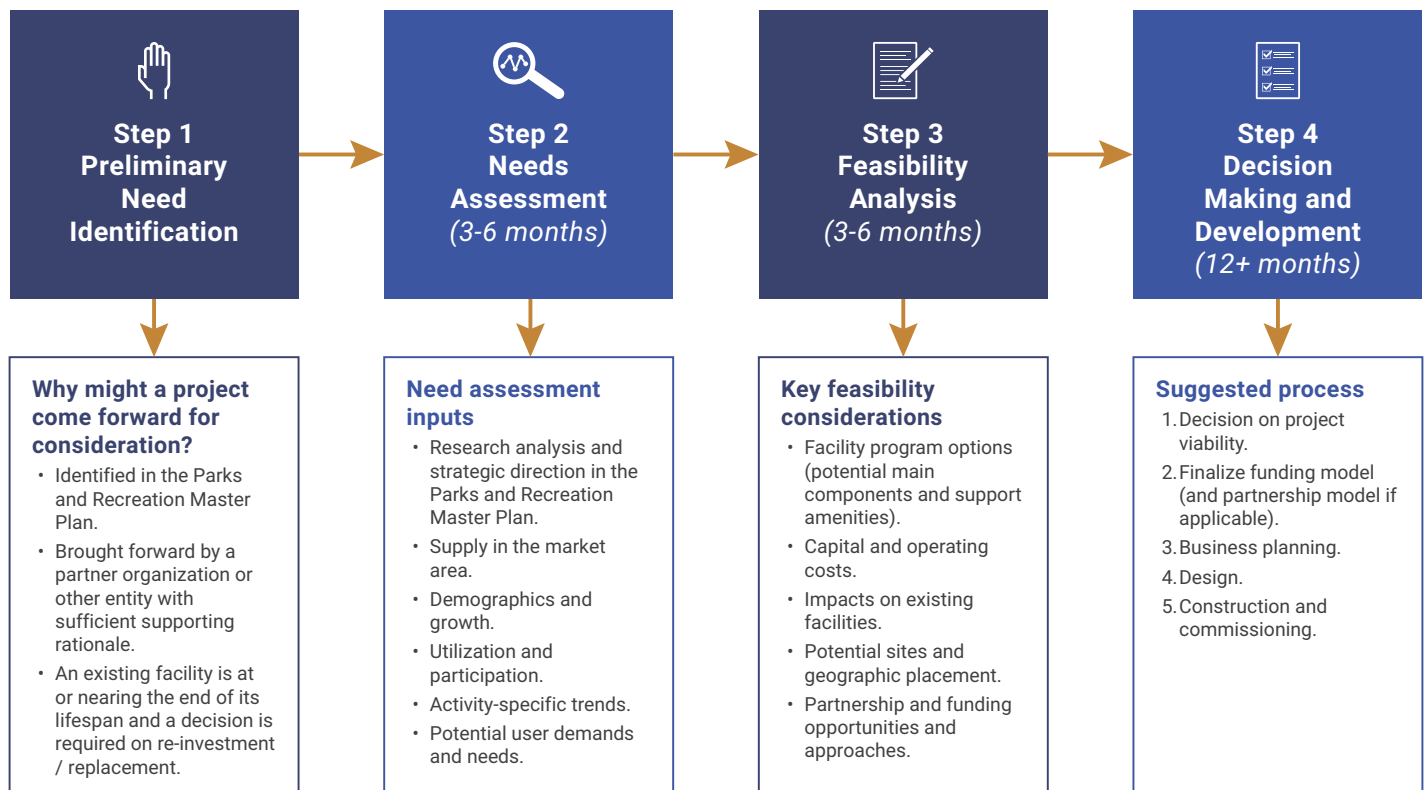 Step 1
Preliminary
Need
Identification
Step 2
Needs
Assessment
(3-6 months)
Step 3
Feasibility
Analysis
(3-6 months)
Step 4
Decision
Making and
Development
(12+ months)
Why might a project
come forward for
consideration?
• Identified in the Parks
and Recreation Master
Plan.
• Brought forward by a
partner organization or
other entity with
sufficient supporting
rationale.
• An existing facility is at
or nearing the end of its
lifespan and a decision is
required on re-investment
/ replacement.
Need assessment
inputs
• Research analysis and
strategic direction in the
Parks and Recreation
Master Plan.
• Supply in the market
area.
• Demographics and
growth.
• Utilization and
participation.
• Activity-specific trends.
• Potential user demands
and needs.
Key feasibility
considerations
• Facility program options
(potential main
components and support
amenities).
• Capital and operating
costs.
• Impacts on existing
facilities.
• Potential sites and
geographic placement.
• Partnership and funding
opportunities and
approaches.
Suggested process
1. Decision on project
viability.
2. Finalize funding model
(and partnership model if
applicable).
3. Business planning.
4. Design.
5. Construction and
commissioning.